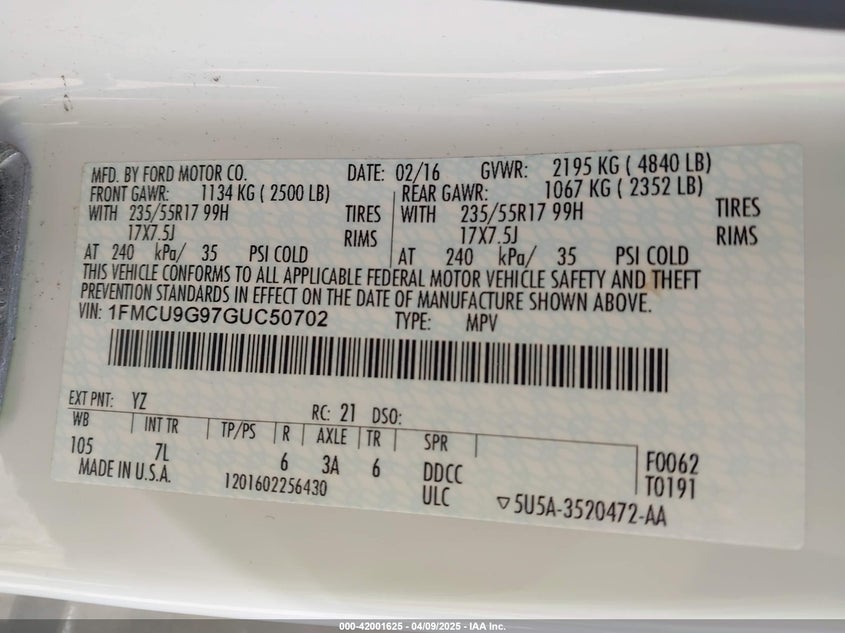 MFD. BY FORD MOTOR CO. DATE: 02/16 GVWR: 2195 KG ( 4840 LB)
FRONT GAWR: 1134 KG ( 2500 LB) REAR GAWR: 1067 KG ( 2352 LB)
WITH 235/55R17 99H TIRES WITH 235/55R17 99H TIRES
17X7.5J RIMS 17X7.5J RIMS
AT 240 kPa/ 35 PSI COLD AT 240 kPa/ 35 PSI COLD
THIS VEHICLE CONFORMS TO ALL APPLICABLE FEDERAL MOTOR VEHICLE SAFETY AND THEFT
PREVENTION STANDARDS IN EFFECT ON THE DATE OF MANUFACTURE SHOWN ABOVE.
VIN: 1FMCU9G97GUC50702 TYPE: MPV
EXT PNT: YZ RC: 21 DSO:
WB INT TR TP/PS R AXLE TR SPR
105 7L 6 3A 6 DDCC F0062
MADE IN U.S.A. 1201602256430 ULC T0191
▽5U5A-3520472-AA
000-42001625 - 04/09/2025 - IAA Inc.